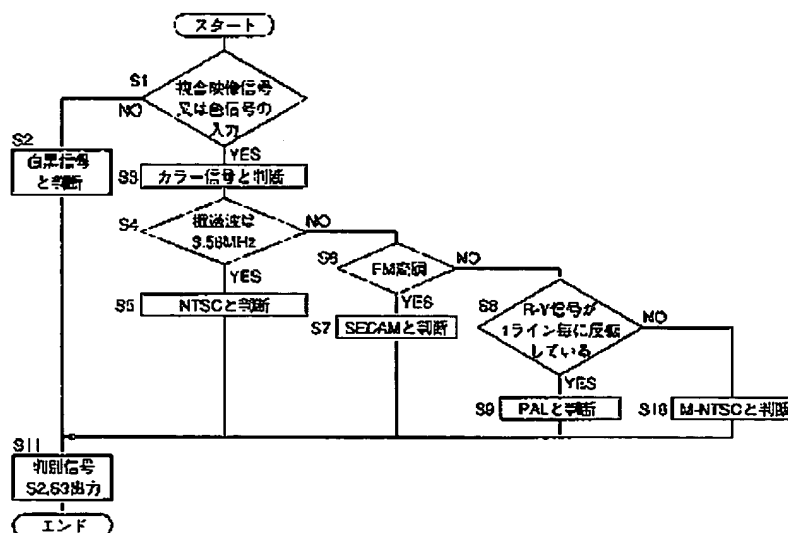 スタート
S1
複合映像信号
又は色信号の
入力
NO
YES
S2
白黒信号
と判断
S3
カラー信号と判断
S4
搬送波は
3.58MHz
NO
YES
S5
NTSCと判断
S6
FM変調
NO
YES
S7
SECAMと判断
S8
R-Y信号が
1ライン毎に反転
している
NO
YES
S9
PALと判断
S10
M-NTSCと判断
S11
判別信号
S2,S3出力
エンド